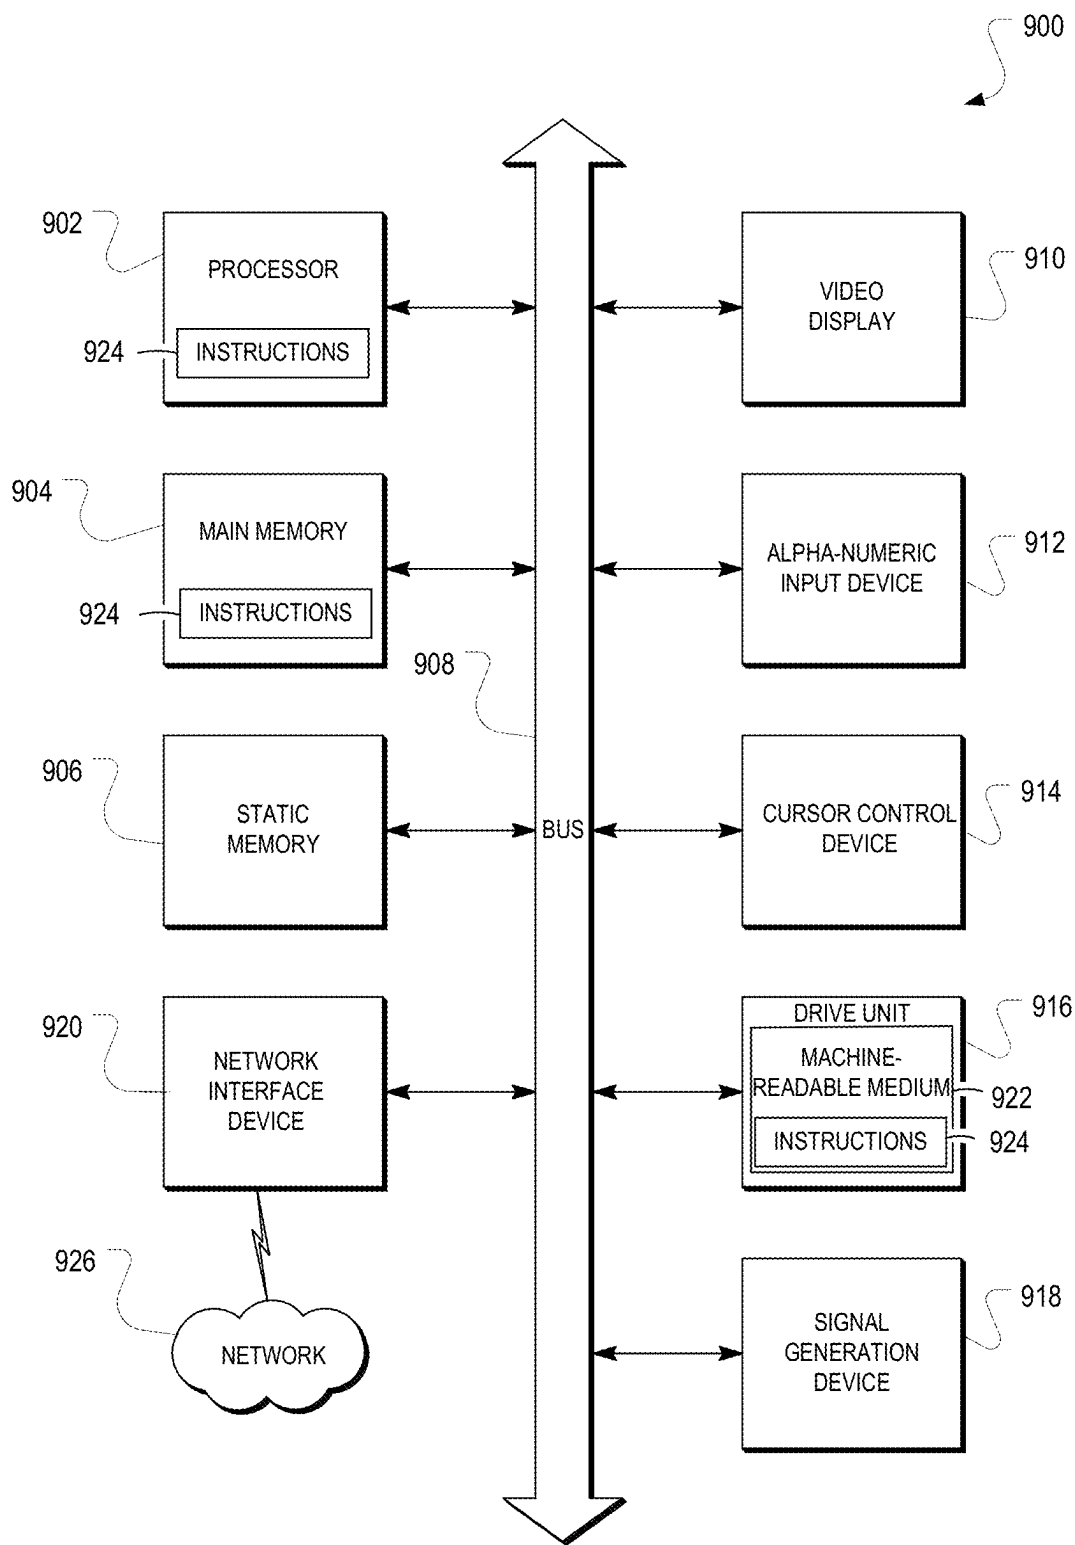 900
902
PROCESSOR
924
INSTRUCTIONS
910
VIDEO
DISPLAY
904
MAIN MEMORY
924
INSTRUCTIONS
912
ALPHA-NUMERIC
INPUT DEVICE
908
BUS
906
STATIC
MEMORY
914
CURSOR CONTROL
DEVICE
920
NETWORK
INTERFACE
DEVICE
916
DRIVE UNIT
MACHINE-
READABLE MEDIUM
922
INSTRUCTIONS
924
926
NETWORK
918
SIGNAL
GENERATION
DEVICE